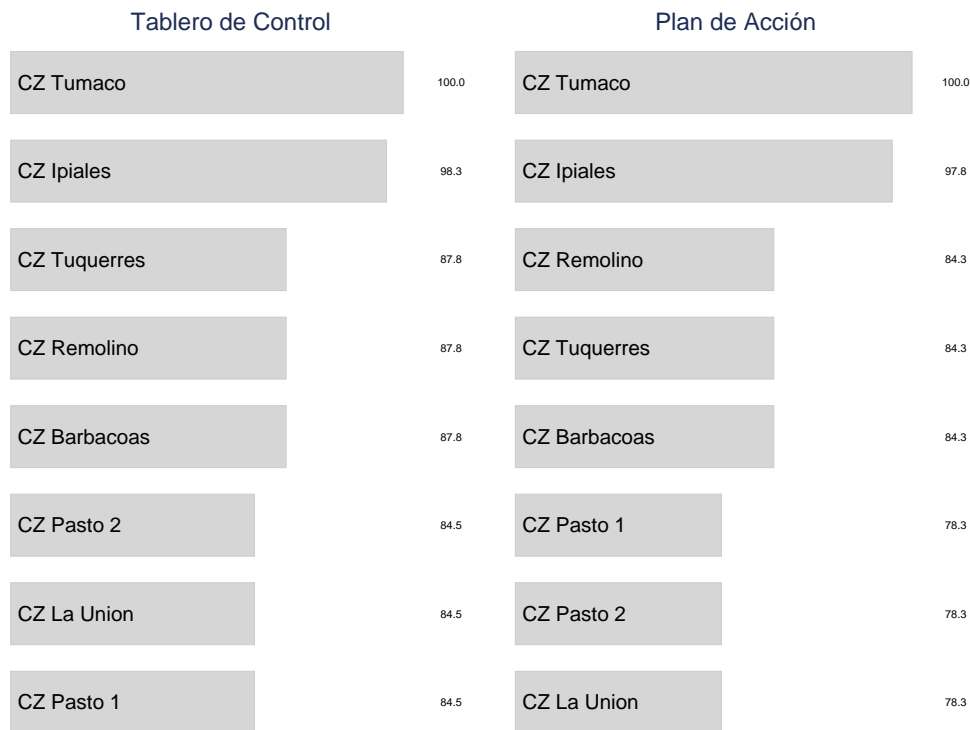 Tablero de Control
CZ Tumaco 100.0
CZ Ipiales 98.3
CZ Tuquerres 87.8
CZ Remolino 87.8
CZ Barbacoas 87.8
CZ Pasto 2 84.5
CZ La Union 84.5
CZ Pasto 1 84.5
Plan de Acción
CZ Tumaco 100.0
CZ Ipiales 97.8
CZ Remolino 84.3
CZ Tuquerres 84.3
CZ Barbacoas 84.3
CZ Pasto 1 78.3
CZ Pasto 2 78.3
CZ La Union 78.3